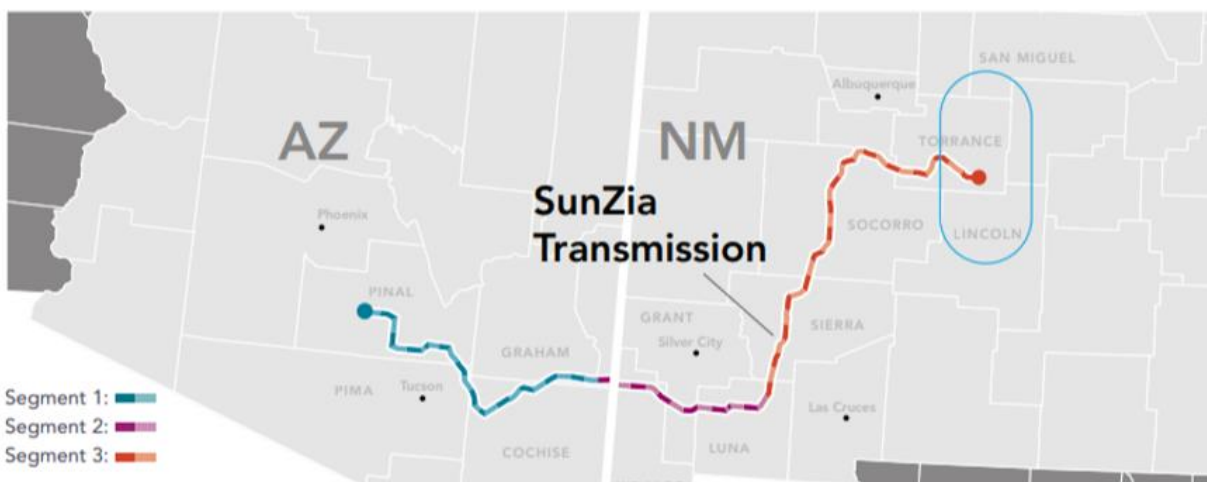 SAN MIGUEL
Albuquerque
AZ
NM
TORRANCE
SunZia
Transmission
Phoenix
SOCORRO
LINCOLN
PINAL
GRANT
SIERRA
Silver City
GRAHAM
PIMA
Tucson
Las Cruces
Segment 1:
Segment 2:
Segment 3:
COCHISE
LUNA